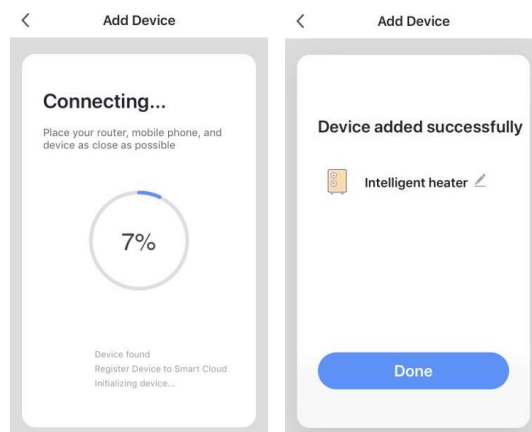 Add Device
Connecting...
Place your router, mobile phone, and
device as close as possible
7%
Device found
Register Device to Smart Cloud
Initializing device...
Add Device
Device added successfully
Intelligent heater
Done